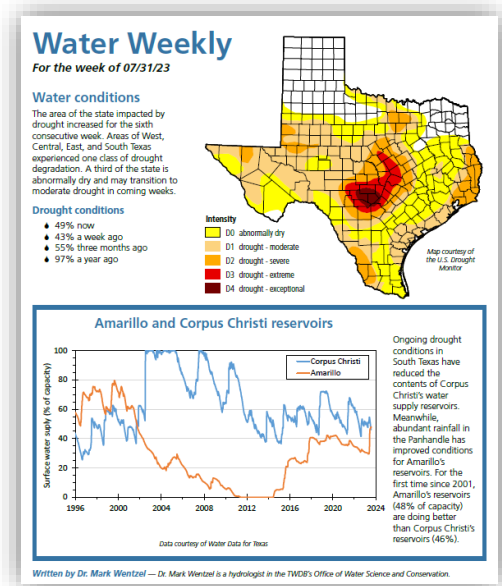 Water Weekly
For the week of 07/31/23
Water conditions
The area of the state impacted by
drought increased for the sixth
consecutive week. Areas of West,
Central, East, and South Texas
experienced one class of drought
degradation. A third of the state is
abnormally dry and may transition to
moderate drought in coming weeks.
Drought conditions
49% now
43% a week ago
55% three months ago
97% a year ago
Intensity
D0 abnormally dry
D1 drought - moderate
D2 drought - severe
D3 drought - extreme
D4 drought - exceptional
Map courtesy of
the U.S. Drought
Monitor
Amarillo and Corpus Christi reservoirs
Surface water suply (% of capacity)
100
80
60
40
20
0
1996 2000 2004 2008 2012 2016 2020 2024
Corpus Christi
Amarillo
Data courtesy of Water Data for Texas
Ongoing drought
conditions in
South Texas have
reduced the
contents of Corpus
Christi's water
supply reservoirs.
Meanwhile,
abundant rainfall in
the Panhandle has
improved conditions
for Amarillo's
reservoirs. For the
first time since 2001,
Amarillo's reservoirs
(48% of capacity)
are doing better
than Corpus Christi's
reservoirs (46%).
Written by Dr. Mark Wentzel — Dr. Mark Wentzel is a hydrologist in the TWDB's Office of Water Science and Conservation.